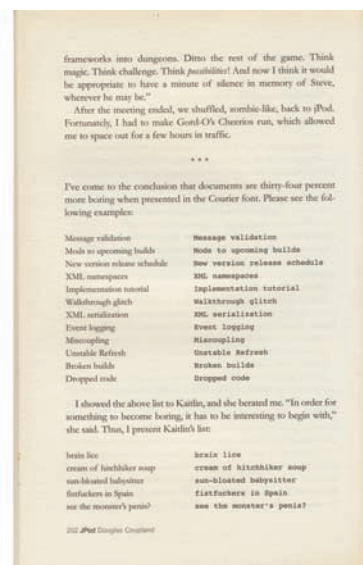 frameworks into dungeons. Ditto the rest of the game. Think
magic. Think challenge. Think possibilities! And now I think it would
be appropriate to have a minute of silence in memory of Steve,
wherever he may be."
After the meeting ended, we shuffled, zombie-like, back to jPod.
Fortunately, I had to make Gord-O's Cheerios run, which allowed
me to space out for a few hours in traffic.
* * *
I've come to the conclusion that documents are thirty-four percent
more boring when presented in the Courier font. Please see the fol-
lowing examples:
Message validation Message validation
Mods to upcoming builds Mods to upcoming builds
New version release schedule New version release schedule
XML namespaces XML namespaces
Implementation tutorial Implementation tutorial
Walkthrough glitch Walkthrough glitch
XML serialization XML serialization
Event logging Event logging
Miscoupling Miscoupling
Unstable Refresh Unstable Refresh
Broken builds Broken builds
Dropped code Dropped code
I showed the above list to Kaitlin, and she berated me. "In order for
something to become boring, it has to be interesting to begin with,"
she said. Thus, I present Kaitlin's list:
brain lice brain lice
cream of hitchhiker soup cream of hitchhiker soup
sun-bloated babysitter sun-bloated babysitter
fistfuckers in Spain fistfuckers in Spain
see the monster's penis? see the monster's penis?
202 JPod Douglas Coupland